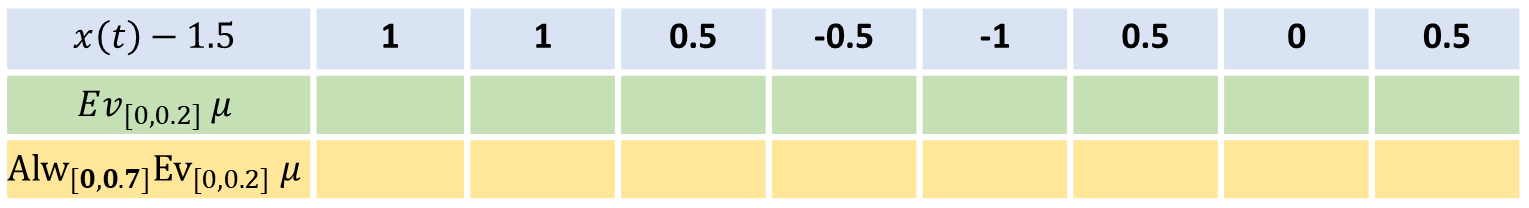 x(t) − 1.5 1 1 0.5 -0.5 -1 0.5 0 0.5
Ev[0,0.2] μ
Alw[0,0.7]Ev[0,0.2] μ